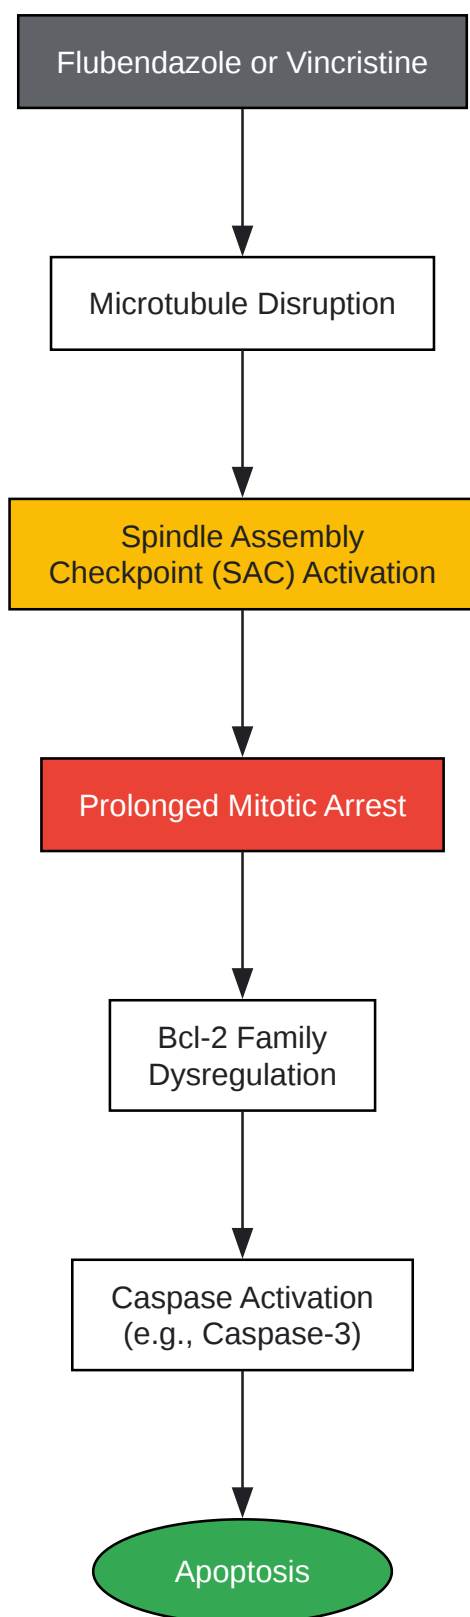 Flubendazole or Vincristine
Microtubule Disruption
Spindle Assembly
Checkpoint (SAC) Activation
Prolonged Mitotic Arrest
Bcl-2 Family
Dysregulation
Caspase Activation
(e.g., Caspase-3)
Apoptosis